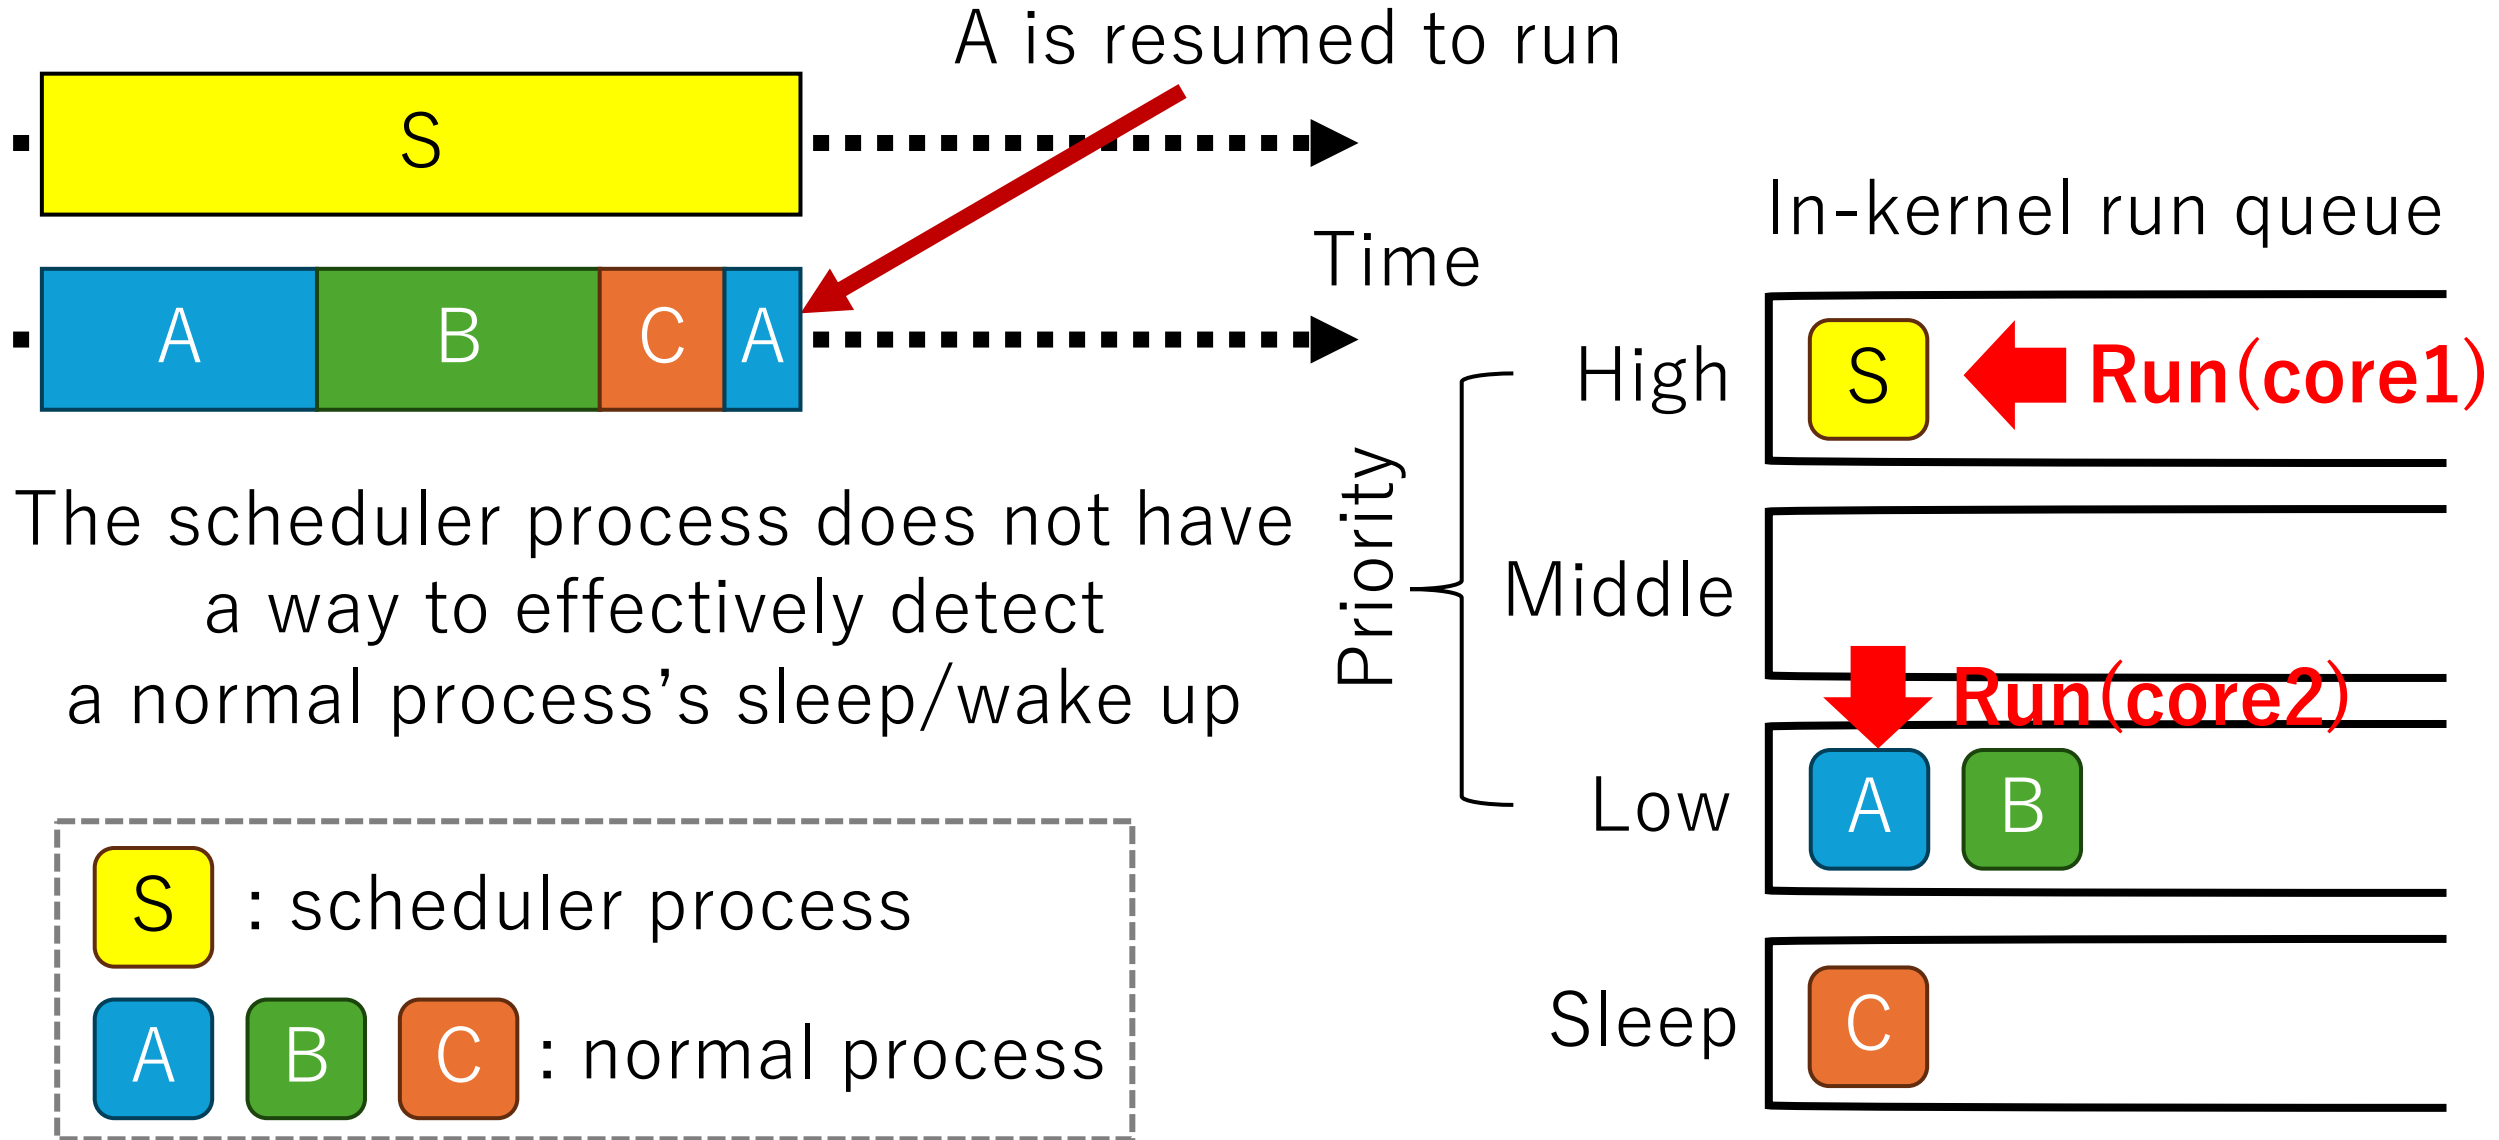 A is resumed to run
S
Time
A
B
C
A
The scheduler process does not have
a way to effectively detect
a normal process’s sleep/wake up
S
: scheduler process
A
B
C
: normal process
In-kernel run queue
Priority
High
S
Run(core1)
Middle
Run(core2)
Low
A
B
Sleep
C